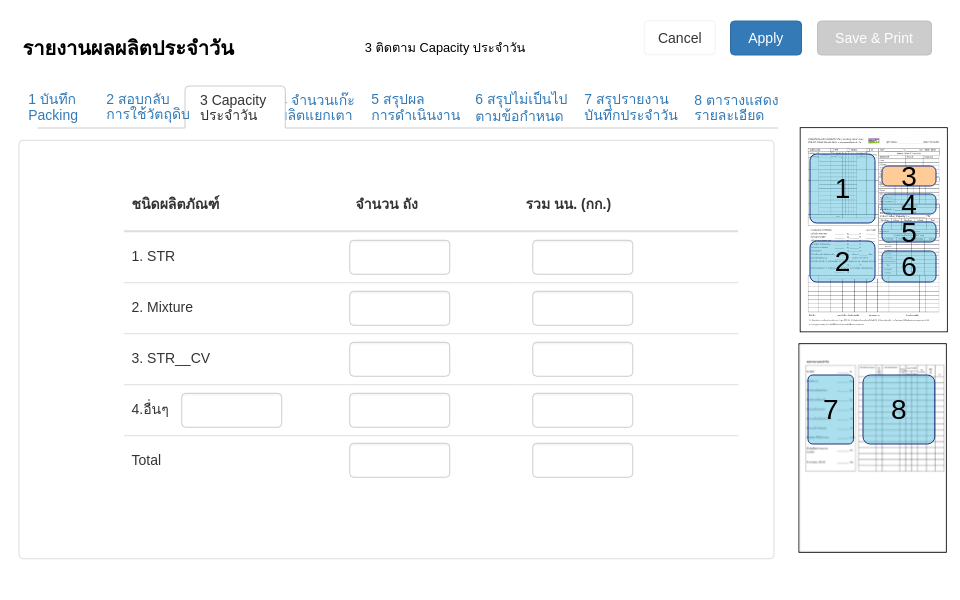 รายงานผลผลิตประจำวัน
3 ติดตาม Capacity ประจำวัน
Cancel
Apply
Save & Print
1 บันทึก
Packing
2 สอบกลับ
การใช้วัตถุดิบ
3 Capacity
ประจำวัน
จำนวนเก๊ะ
ลิตแยกเตา
5 สรุปผล
การดำเนินงาน
6 สรุปไม่เป็นไป
ตามข้อกำหนด
7 สรุปรายงาน
บันทึกประจำวัน
8 ตารางแสดง
รายละเอียด
ชนิดผลิตภัณฑ์
จำนวน ถัง
รวม นน. (กก.)
1. STR
2. Mixture
3. STR__CV
4.อื่นๆ
Total
1
2
3
4
5
6
7
8